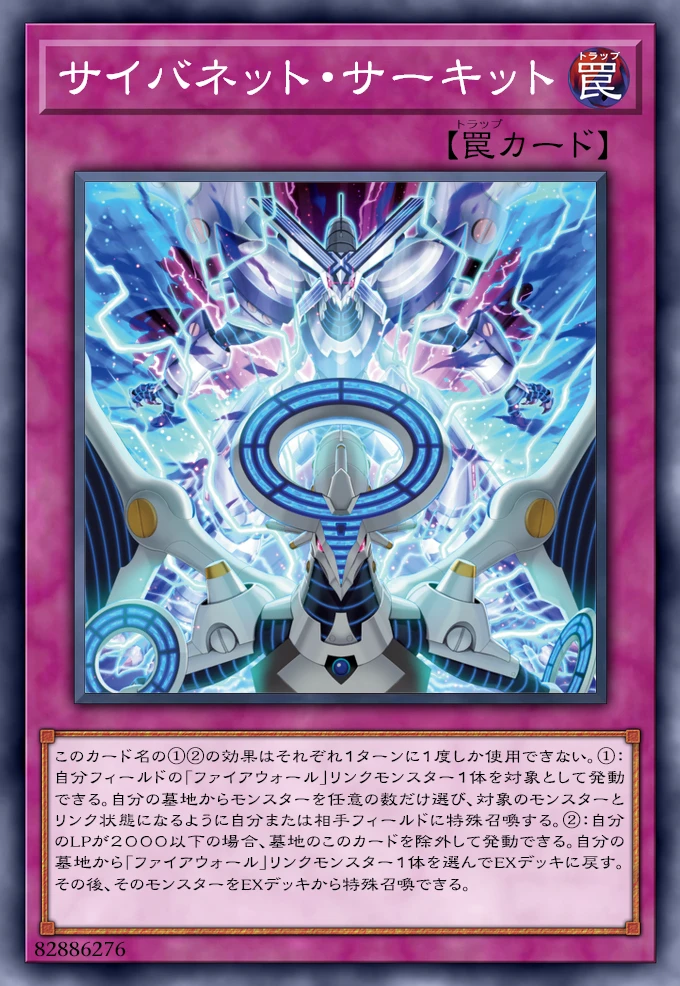 サイバネット・サーキット
トラップ
罠
トラップ
【罠カード】
このカード名の①②の効果はそれぞれ1ターンに1度しか使用できない。①:
自分フィールドの「ファイアウォール」リンクモンスター1体を対象として発動
できる。自分の墓地からモンスターを任意の数だけ選び、対象のモンスターと
リンク状態になるように自分または相手フィールドに特殊召喚する。②:自分
のLPが2000以下の場合、墓地のこのカードを除外して発動できる。自分の
墓地から「ファイアウォール」リンクモンスター1体を選んでEXデッキに戻す。
その後、そのモンスターをEXデッキから特殊召喚できる。
82886276